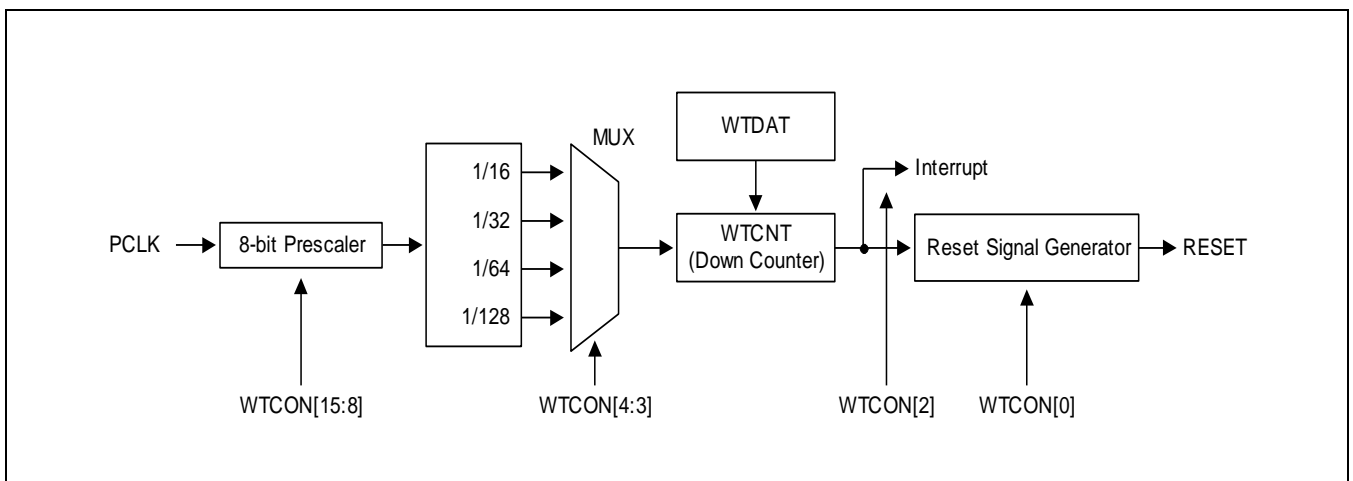 WTDAT
MUX
1/16
Interrupt
1/32
PCLK
8-bit Prescaler
WTCNT
(Down Counter)
Reset Signal Generator
RESET
1/64
1/128
WTCON[15:8]
WTCON[4:3]
WTCON[2]
WTCON[0]